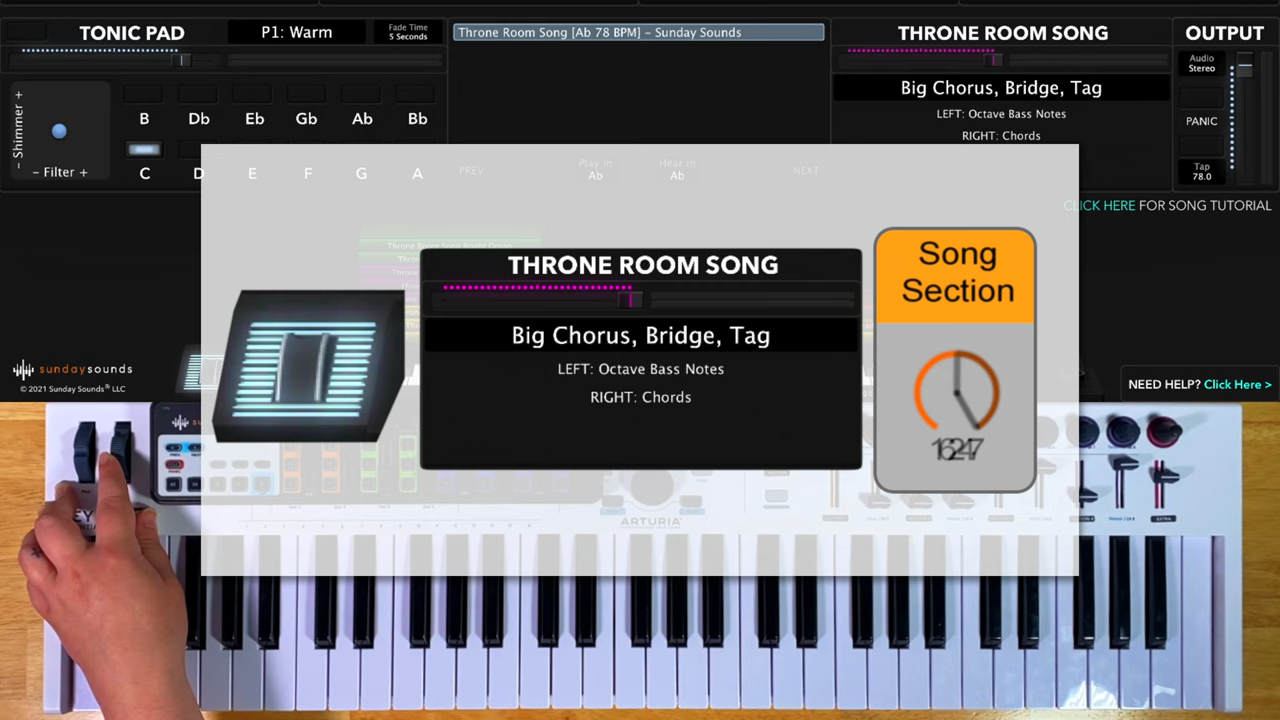 TONIC PAD
P1: Warm
Fade Time
5 Seconds
Throne Room Song [Ab 78 BPM] – Sunday Sounds
THRONE ROOM SONG
OUTPUT
Audio
Stereo
Big Chorus, Bridge, Tag
LEFT: Octave Bass Notes
RIGHT: Chords
PANIC
Tap
78.0
- Shimmer +
- Filter +
B Db Eb Gb Ab Bb
C D E F G A
PREV
Play In
Ab
Hear In
Ab
NEXT
CLICK HERE FOR SONG TUTORIAL
THRONE ROOM SONG
Big Chorus, Bridge, Tag
LEFT: Octave Bass Notes
RIGHT: Chords
Song
Section
sundaysounds
© 2021 Sunday Sounds® LLC
NEED HELP? Click Here >
ARTURIA